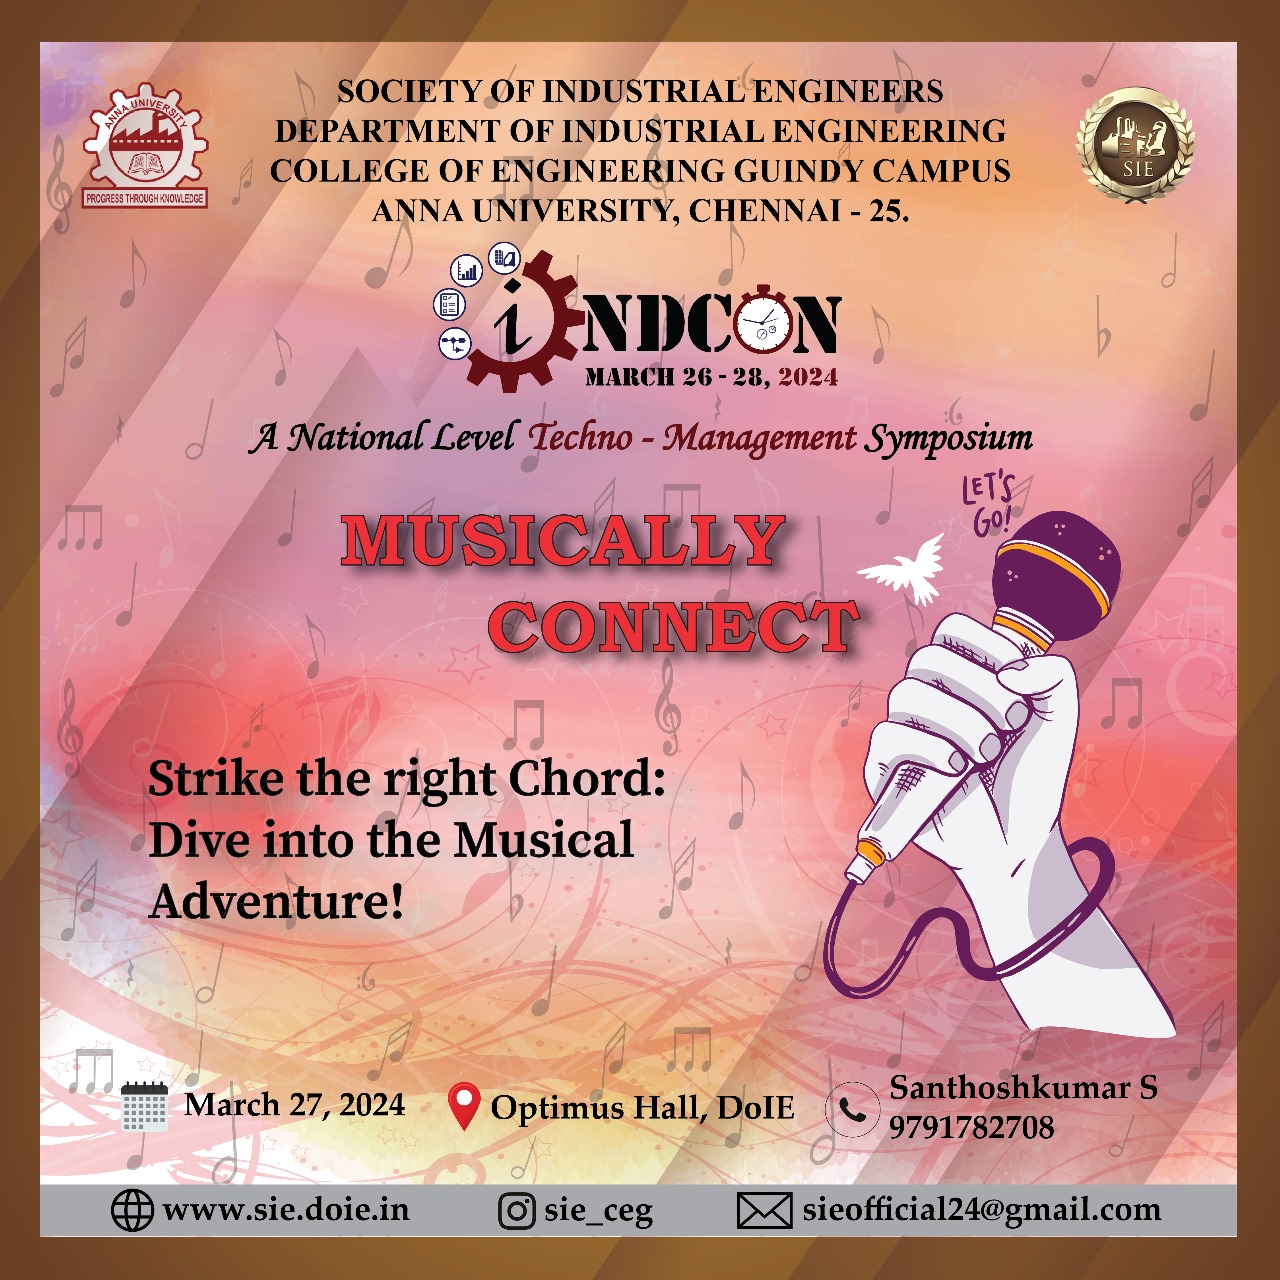 SOCIETY OF INDUSTRIAL ENGINEERS
DEPARTMENT OF INDUSTRIAL ENGINEERING
COLLEGE OF ENGINEERING GUINDY CAMPUS
ANNA UNIVERSITY, CHENNAI - 25.
ANNA UNIVERSITY
PROGRESS THROUGH KNOWLEDGE
SIE
iNDCON
MARCH 26 - 28, 2024
A National Level Techno - Management Symposium
LET'S
GO!
MUSICALLY
CONNECT
Strike the right Chord:
Dive into the Musical
Adventure!
March 27, 2024
Optimus Hall, DoIE
Santhoshkumar S
9791782708
www.sie.doie.in
sie_ceg
sieofficial24@gmail.com